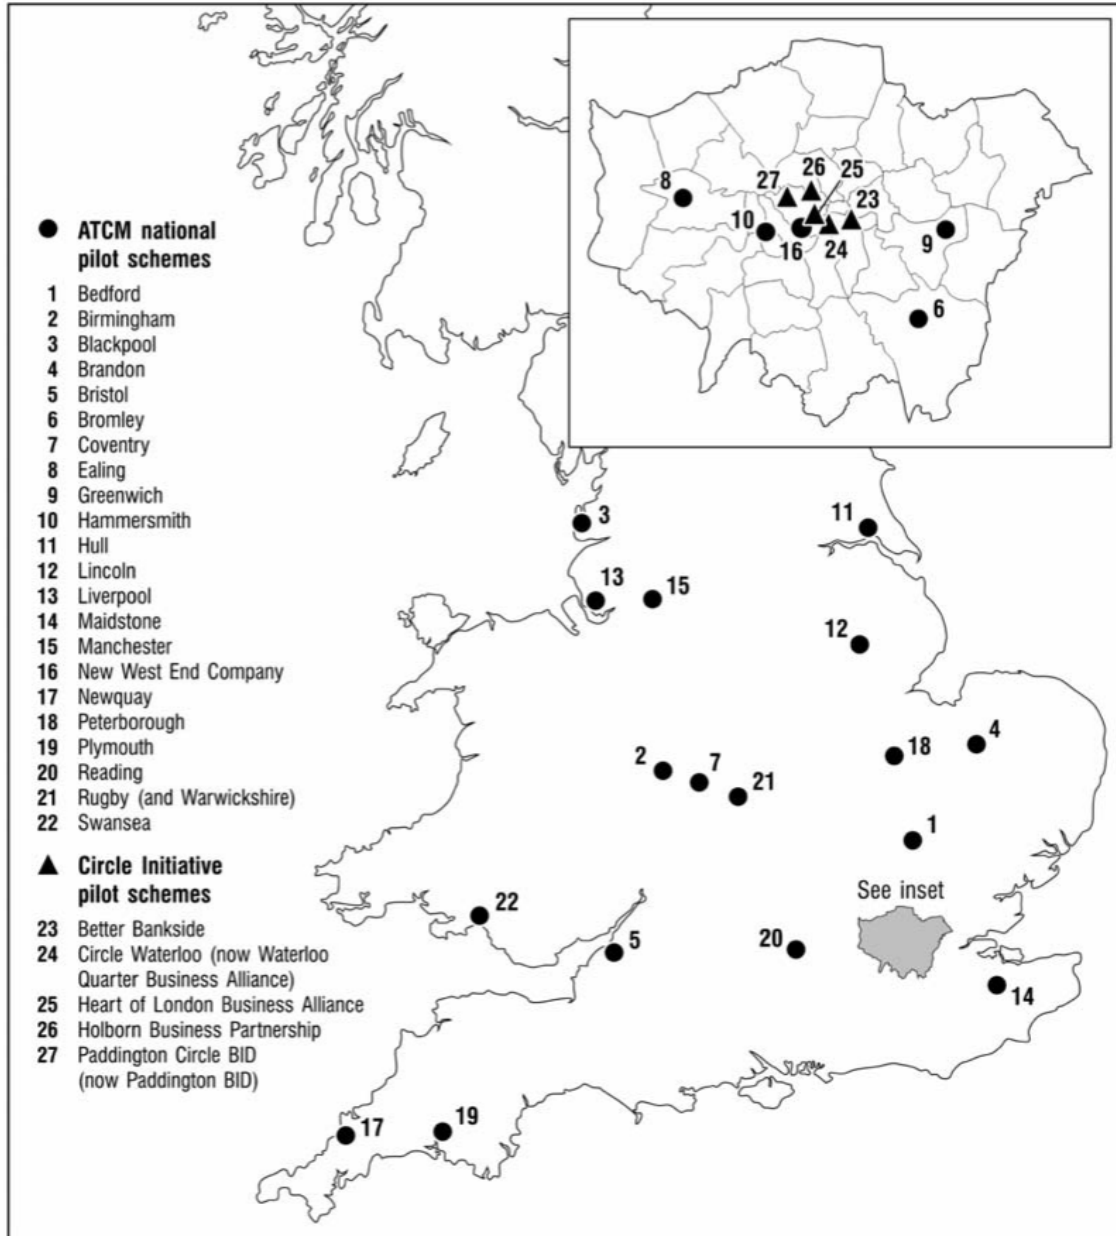 ATCM national
pilot schemes
1 Bedford
2 Birmingham
3 Blackpool
4 Brandon
5 Bristol
6 Bromley
7 Coventry
8 Ealing
9 Greenwich
10 Hammersmith
11 Hull
12 Lincoln
13 Liverpool
14 Maidstone
15 Manchester
16 New West End Company
17 Newquay
18 Peterborough
19 Plymouth
20 Reading
21 Rugby (and Warwickshire)
22 Swansea
Circle Initiative
pilot schemes
23 Better Bankside
24 Circle Waterloo (now Waterloo
Quarter Business Alliance)
25 Heart of London Business Alliance
26 Holborn Business Partnership
27 Paddington Circle BID
(now Paddington BID)
26
25
27
8
23
10
16
24
9
6
3
11
13
15
12
2
7
21
18
4
1
See inset
22
5
20
14
17
19